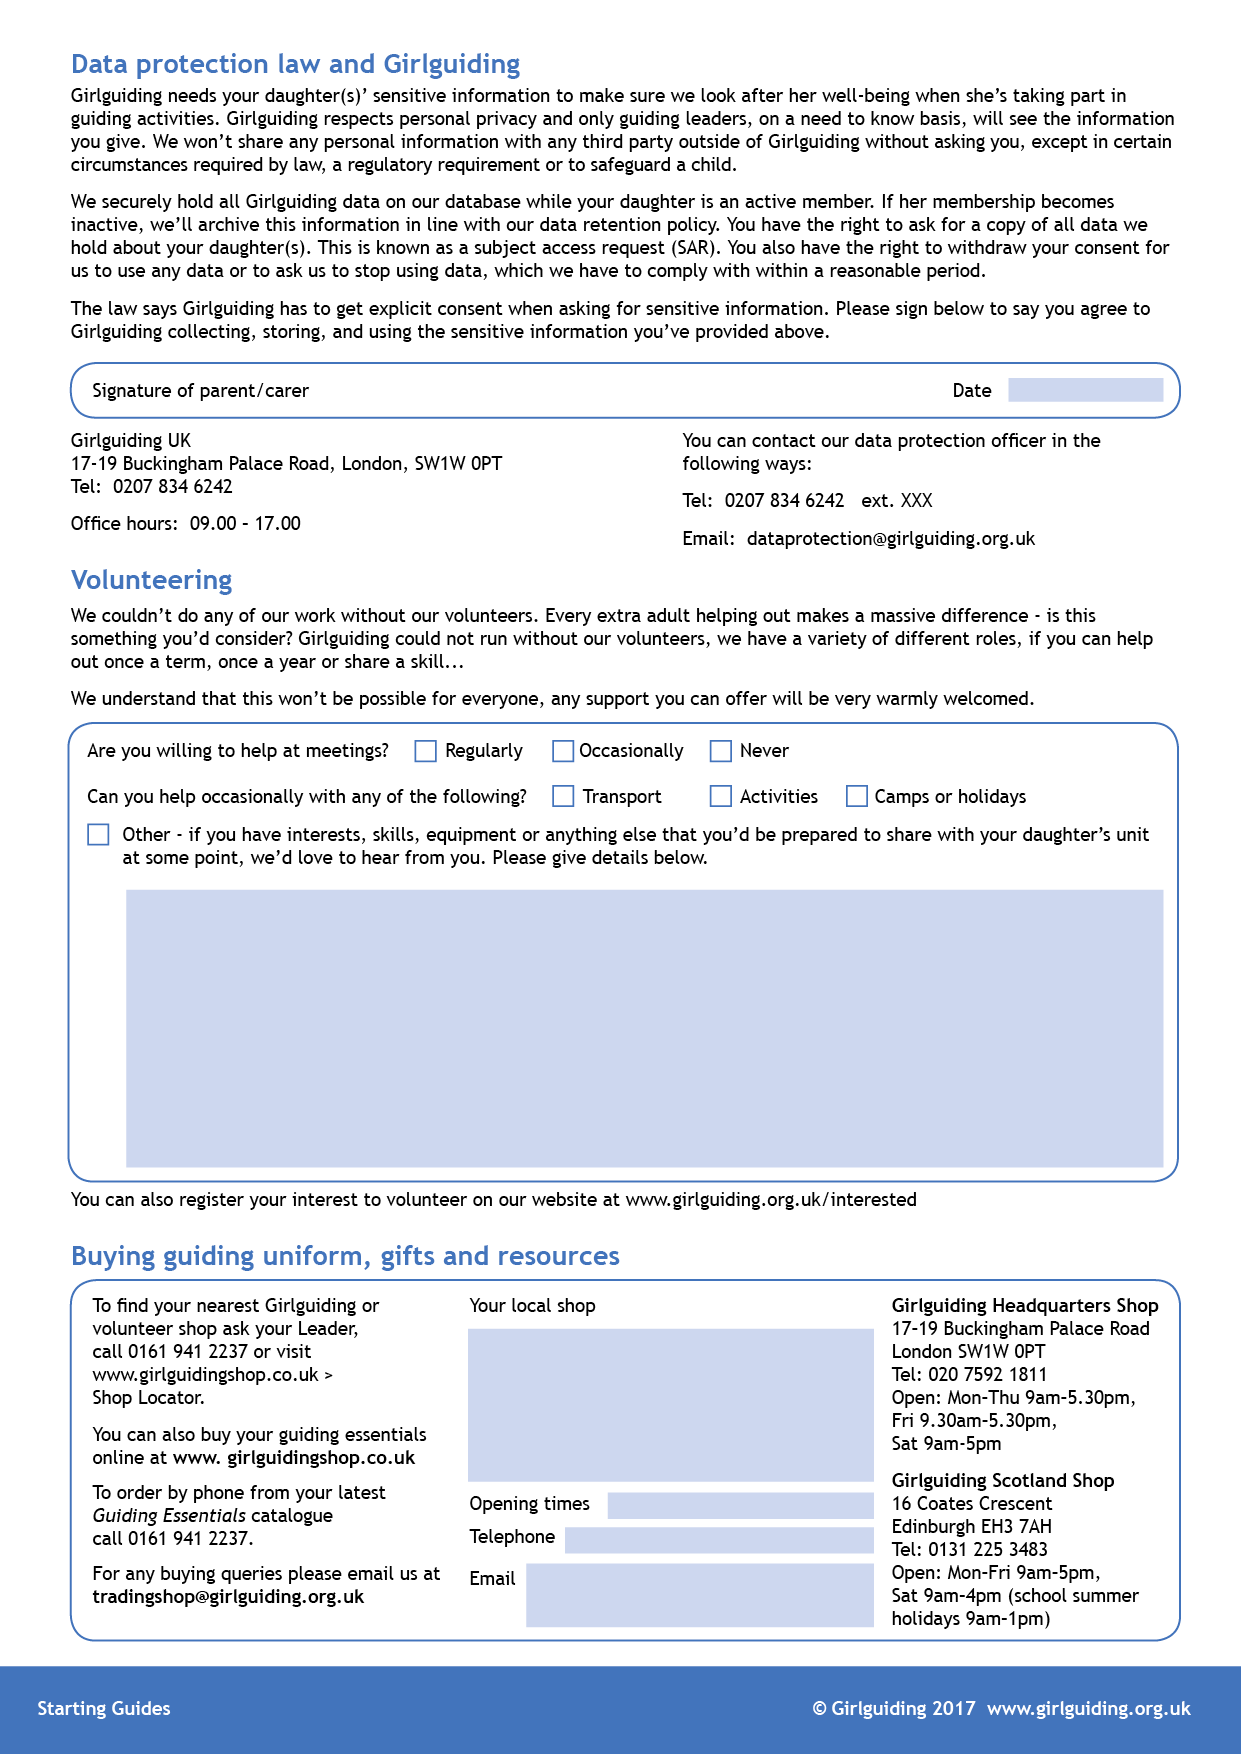 Data protection law and Girlguiding
Girlguiding needs your daughter(s)’ sensitive information to make sure we look after her well-being when she’s taking part in
guiding activities. Girlguiding respects personal privacy and only guiding leaders, on a need to know basis, will see the information
you give. We won’t share any personal information with any third party outside of Girlguiding without asking you, except in certain
circumstances required by law, a regulatory requirement or to safeguard a child.
We securely hold all Girlguiding data on our database while your daughter is an active member. If her membership becomes
inactive, we’ll archive this information in line with our data retention policy. You have the right to ask for a copy of all data we
hold about your daughter(s). This is known as a subject access request (SAR). You also have the right to withdraw your consent for
us to use any data or to ask us to stop using data, which we have to comply with within a reasonable period.
The law says Girlguiding has to get explicit consent when asking for sensitive information. Please sign below to say you agree to
Girlguiding collecting, storing, and using the sensitive information you’ve provided above.
Signature of parent/carer Date
Girlguiding UK
17-19 Buckingham Palace Road, London, SW1W 0PT
Tel: 0207 834 6242
Office hours: 09.00 – 17.00
You can contact our data protection officer in the
following ways:
Tel: 0207 834 6242 ext. XXX
Email: dataprotection@girlguiding.org.uk
Volunteering
We couldn’t do any of our work without our volunteers. Every extra adult helping out makes a massive difference - is this
something you’d consider? Girlguiding could not run without our volunteers, we have a variety of different roles, if you can help
out once a term, once a year or share a skill...
We understand that this won’t be possible for everyone, any support you can offer will be very warmly welcomed.
Are you willing to help at meetings? Regularly Occasionally Never
Can you help occasionally with any of the following? Transport Activities Camps or holidays
Other - if you have interests, skills, equipment or anything else that you’d be prepared to share with your daughter’s unit
at some point, we’d love to hear from you. Please give details below.
You can also register your interest to volunteer on our website at www.girlguiding.org.uk/interested
Buying guiding uniform, gifts and resources
To find your nearest Girlguiding or
volunteer shop ask your Leader,
call 0161 941 2237 or visit
www.girlguidingshop.co.uk >
Shop Locator.
You can also buy your guiding essentials
online at www. girlguidingshop.co.uk
To order by phone from your latest
Guiding Essentials catalogue
call 0161 941 2237.
For any buying queries please email us at
tradingshop@girlguiding.org.uk
Your local shop
Opening times
Telephone
Email
Girlguiding Headquarters Shop
17–19 Buckingham Palace Road
London SW1W 0PT
Tel: 020 7592 1811
Open: Mon–Thu 9am–5.30pm,
Fri 9.30am–5.30pm,
Sat 9am-5pm
Girlguiding Scotland Shop
16 Coates Crescent
Edinburgh EH3 7AH
Tel: 0131 225 3483
Open: Mon–Fri 9am–5pm,
Sat 9am–4pm (school summer
holidays 9am–1pm)
Starting Guides
© Girlguiding 2017 www.girlguiding.org.uk